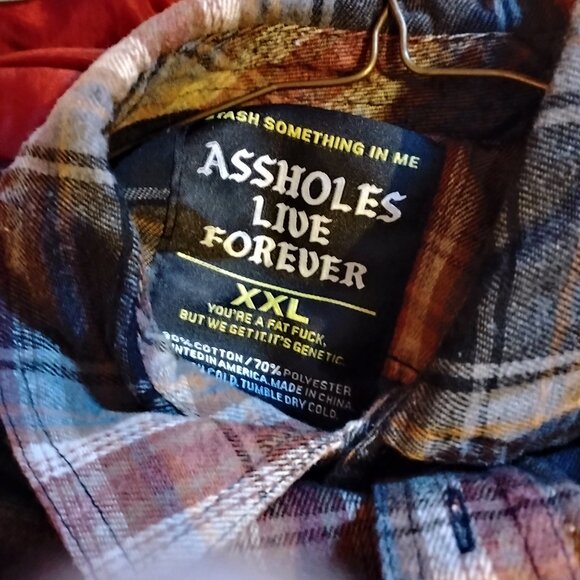 STASH SOMETHING IN ME
ASSHOLES
LIVE
FOREVER
XXL
YOU'RE A FAT FUCK,
BUT WE GET IT. IT'S GENETIC.
COTTON / 70% POLYESTER
IN AMERICA. MADE IN CHINA
COLD. TUMBLE DRY COLD.